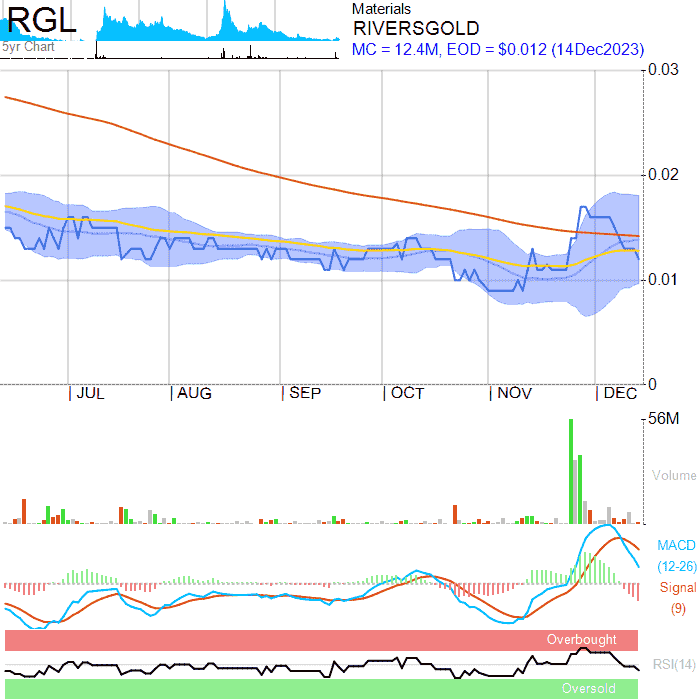 RGL
5yr Chart
Materials
RIVERSGOLD
MC = 12.4M, EOD = $0.012 (14Dec2023)
0.03
0.02
0.01
0
JUL AUG SEP OCT NOV DEC
56M
Volume
MACD
(12-26)
Signal
(9)
Overbought
RSI(14)
Oversold